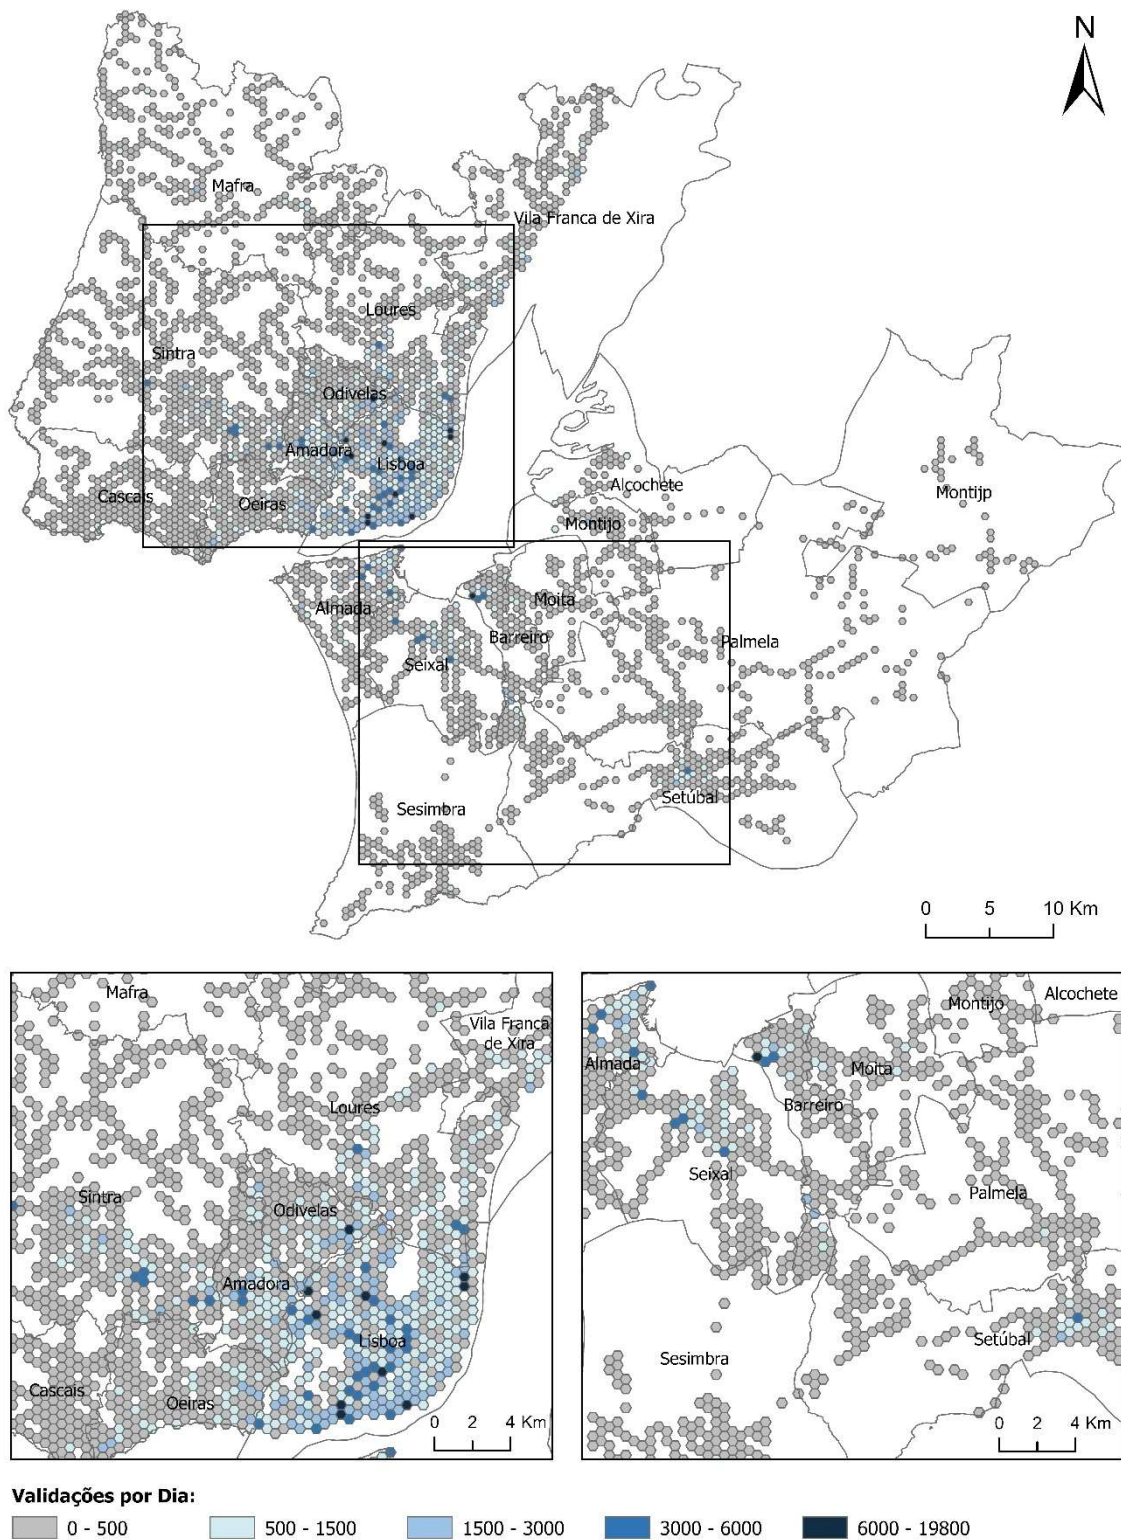 N
Mafra
Vila Franca de Xira
Loures
Sintra
Odivelas
Amadora
Lisboa
Cascais
Oeiras
Alcochete
Montijp
Montijo
Almada
Moita
Barreiro
Palmela
Seixal
Setúbal
Sesimbra
0 5 10 Km
Mafra
Vila Franca
de Xira
Loures
Sintra
Odivelas
Amadora
Lisboa
Cascais
Oeiras
0 2 4 Km
Montijo
Alcochete
Almada
Moita
Barreiro
Seixal
Palmela
Setúbal
Sesimbra
0 2 4 Km
Validações por Dia:
0 - 500 500 - 1500 1500 - 3000 3000 - 6000 6000 - 19800